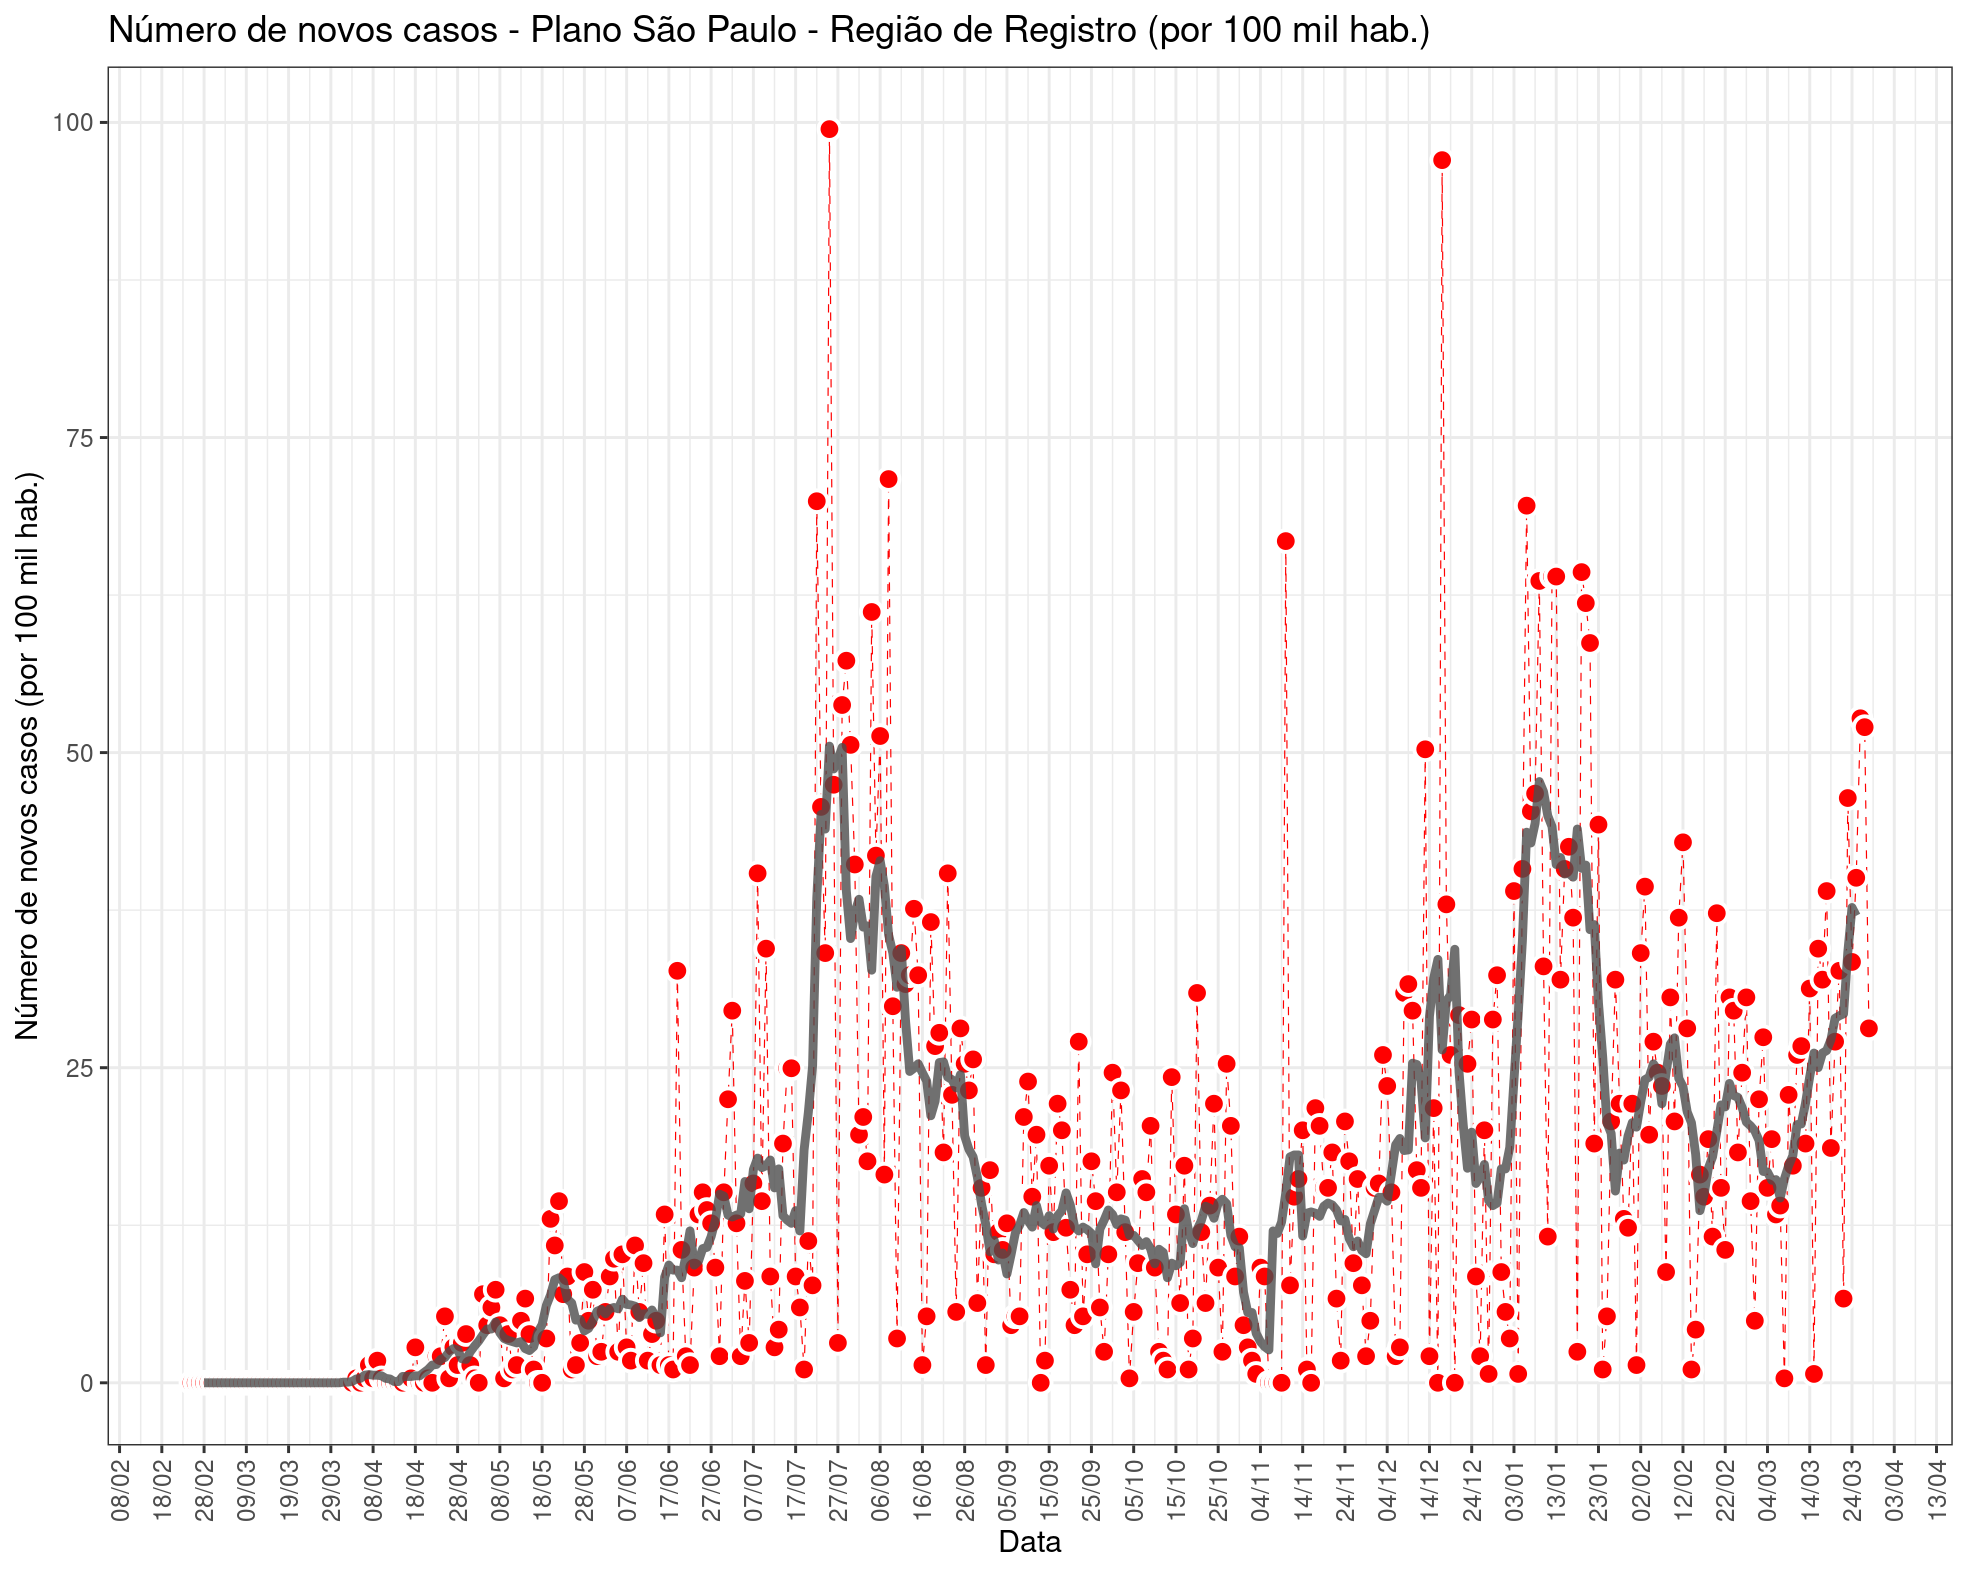 Número de novos casos - Plano São Paulo - Região de Registro (por 100 mil hab.)
Número de novos casos (por 100 mil hab.)
100
75
50
25
0
08/02 18/02 28/02 09/03 19/03 29/03 08/04 18/04 28/04 08/05 18/05 28/05 07/06 17/06 27/06 07/07 17/07 27/07 06/08 16/08 26/08 05/09 15/09 25/09 05/10 15/10 25/10 04/11 14/11 24/11 04/12 14/12 24/12 03/01 13/01 23/01 02/02 12/02 22/02 04/03 14/03 24/03 03/04 13/04
Data